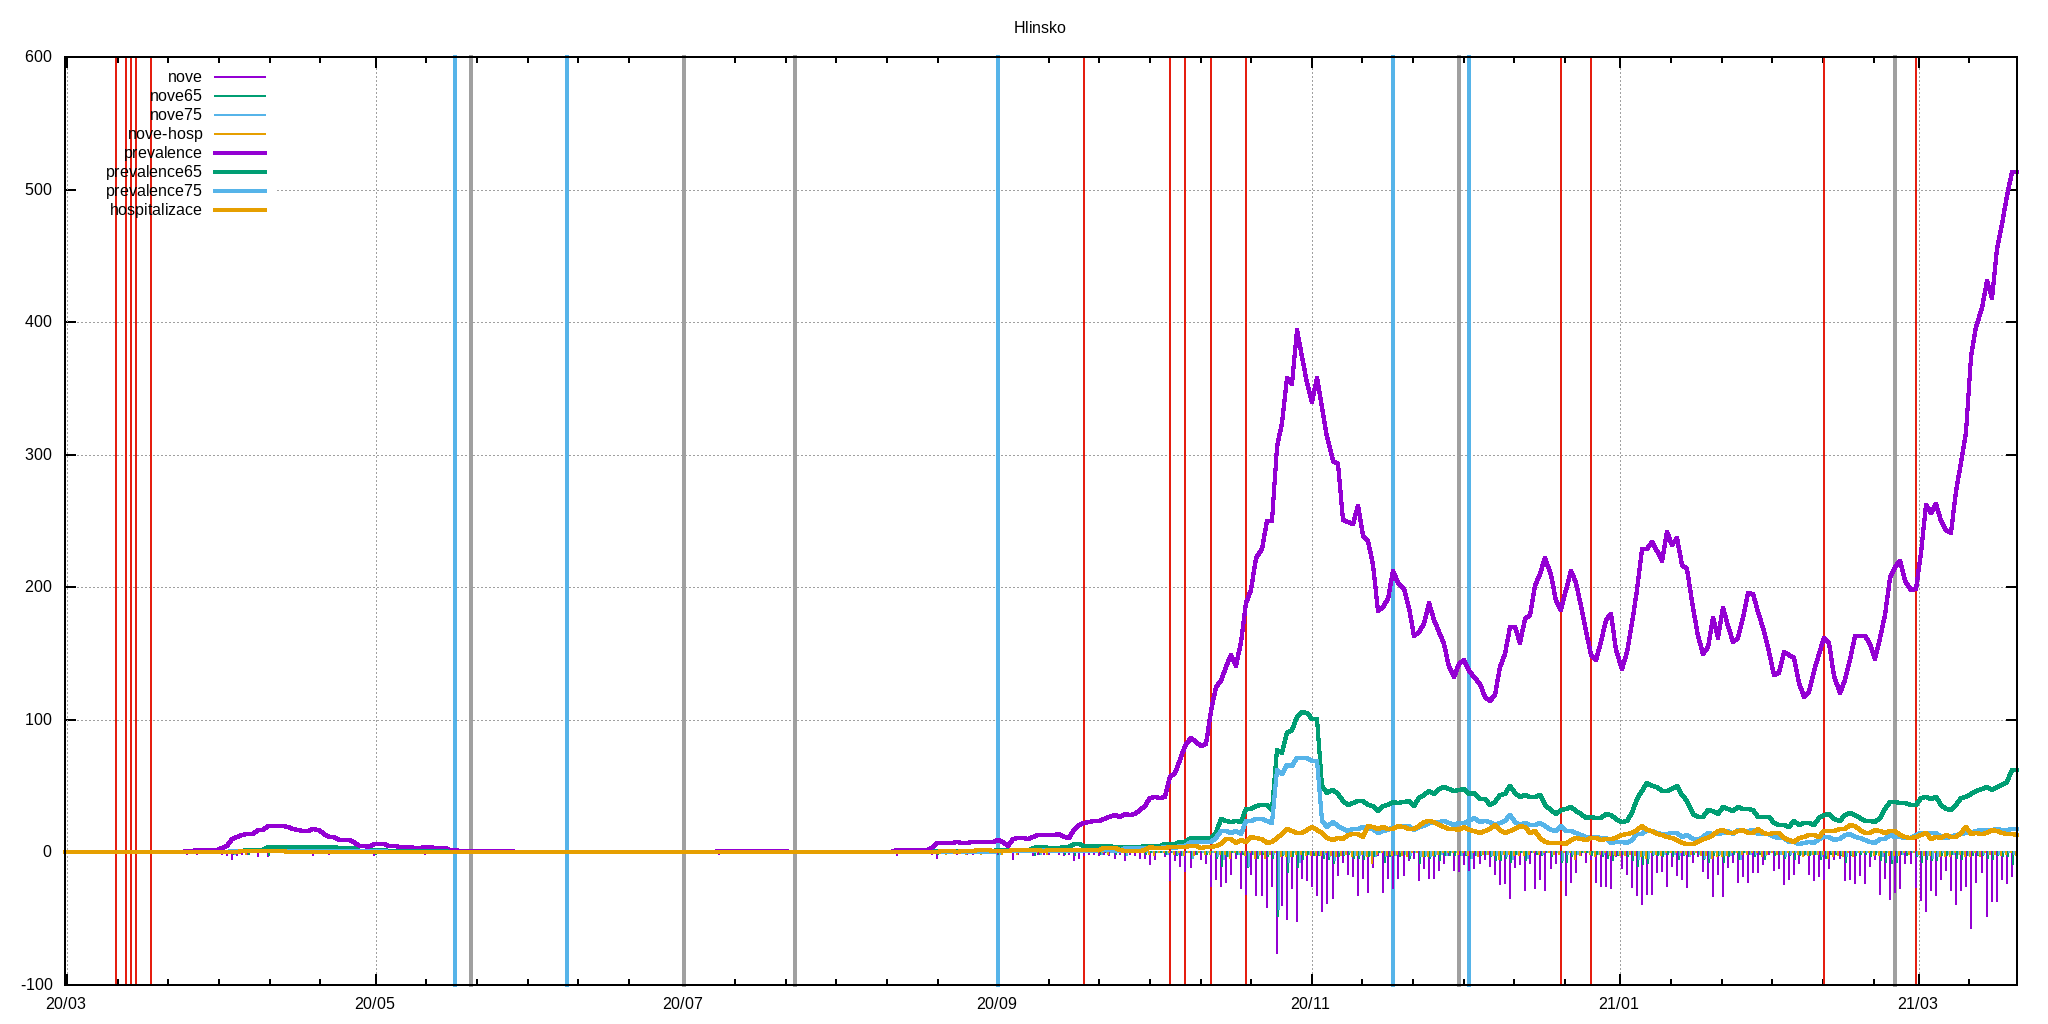 Hlinsko
600
500
400
300
200
100
0
-100
nove
nove65
nove75
nove-hosp
prevalence
prevalence65
prevalence75
hospitalizace
20/03 20/05 20/07 20/09 20/11 21/01 21/03